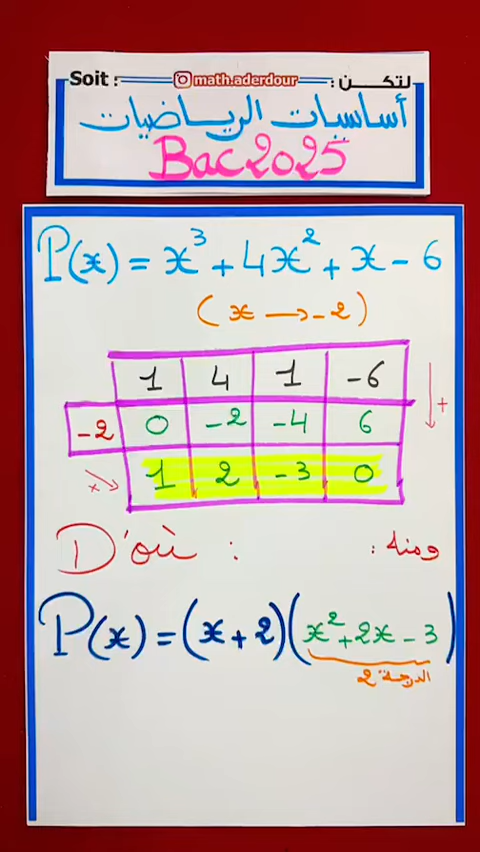 Soit : math.aderdour لتكن :
أساسيات الرياضيات
Bac2025
P(x) = x³ + 4x² + x - 6
(x → -2)
1 4 1 -6
+
-2 0 -2 -4 6
x 1 2 -3 0
D'où : ومنه :
P(x) = (x + 2)(x² + 2x - 3)
الدرجة 2